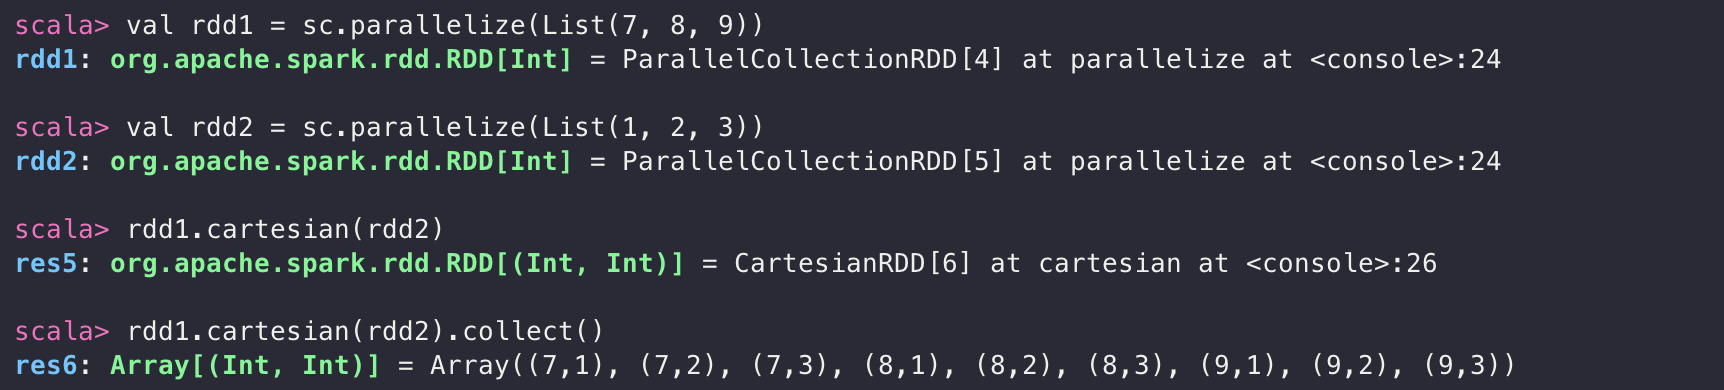 scala> val rdd1 = sc.parallelize(List(7, 8, 9))
rdd1: org.apache.spark.rdd.RDD[Int] = ParallelCollectionRDD[4] at parallelize at <console>:24
scala> val rdd2 = sc.parallelize(List(1, 2, 3))
rdd2: org.apache.spark.rdd.RDD[Int] = ParallelCollectionRDD[5] at parallelize at <console>:24
scala> rdd1.cartesian(rdd2)
res5: org.apache.spark.rdd.RDD[(Int, Int)] = CartesianRDD[6] at cartesian at <console>:26
scala> rdd1.cartesian(rdd2).collect()
res6: Array[(Int, Int)] = Array((7,1), (7,2), (7,3), (8,1), (8,2), (8,3), (9,1), (9,2), (9,3))